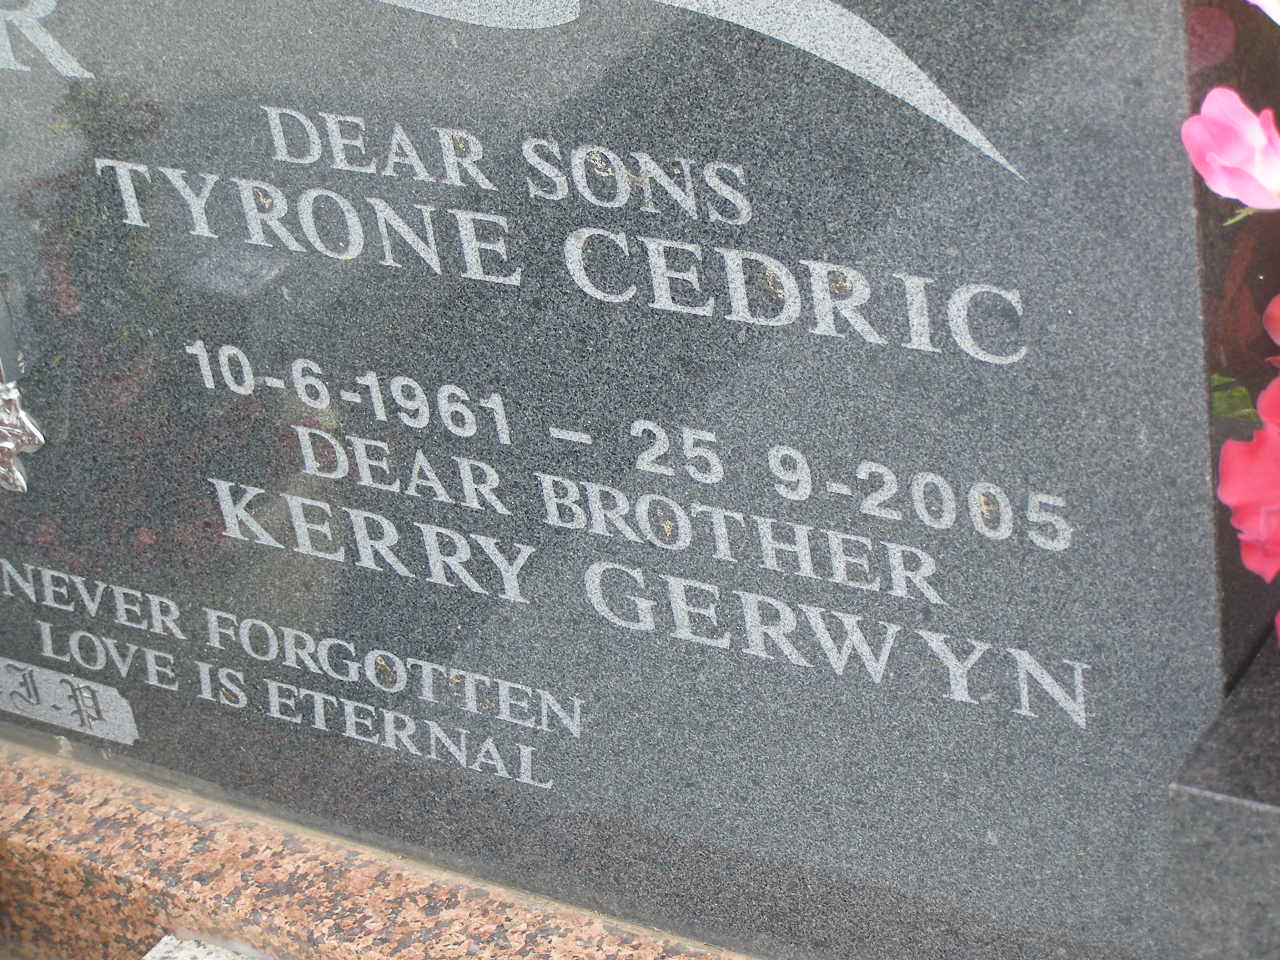 R
DEAR SONS
TYRONE CEDRIC
10-6-1961 – 25 9-2005
DEAR BROTHER
KERRY GERWYN
NEVER FORGOTTEN
LOVE IS ETERNAL
I.P